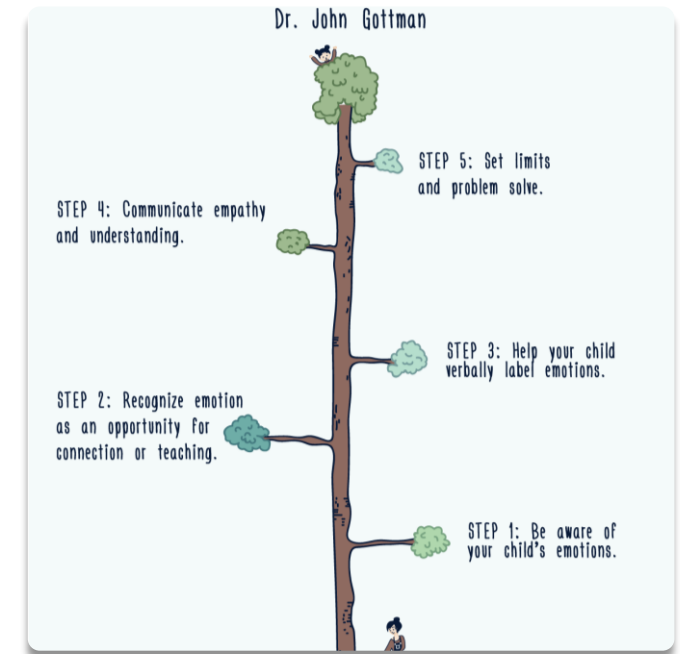 Dr. John Gottman
STEP 5: Set limits
and problem solve.
STEP 4: Communicate empathy
and understanding.
STEP 3: Help your child
verbally label emotions.
STEP 2: Recognize emotion
as an opportunity for
connection or teaching.
STEP 1: Be aware of
your child's emotions.